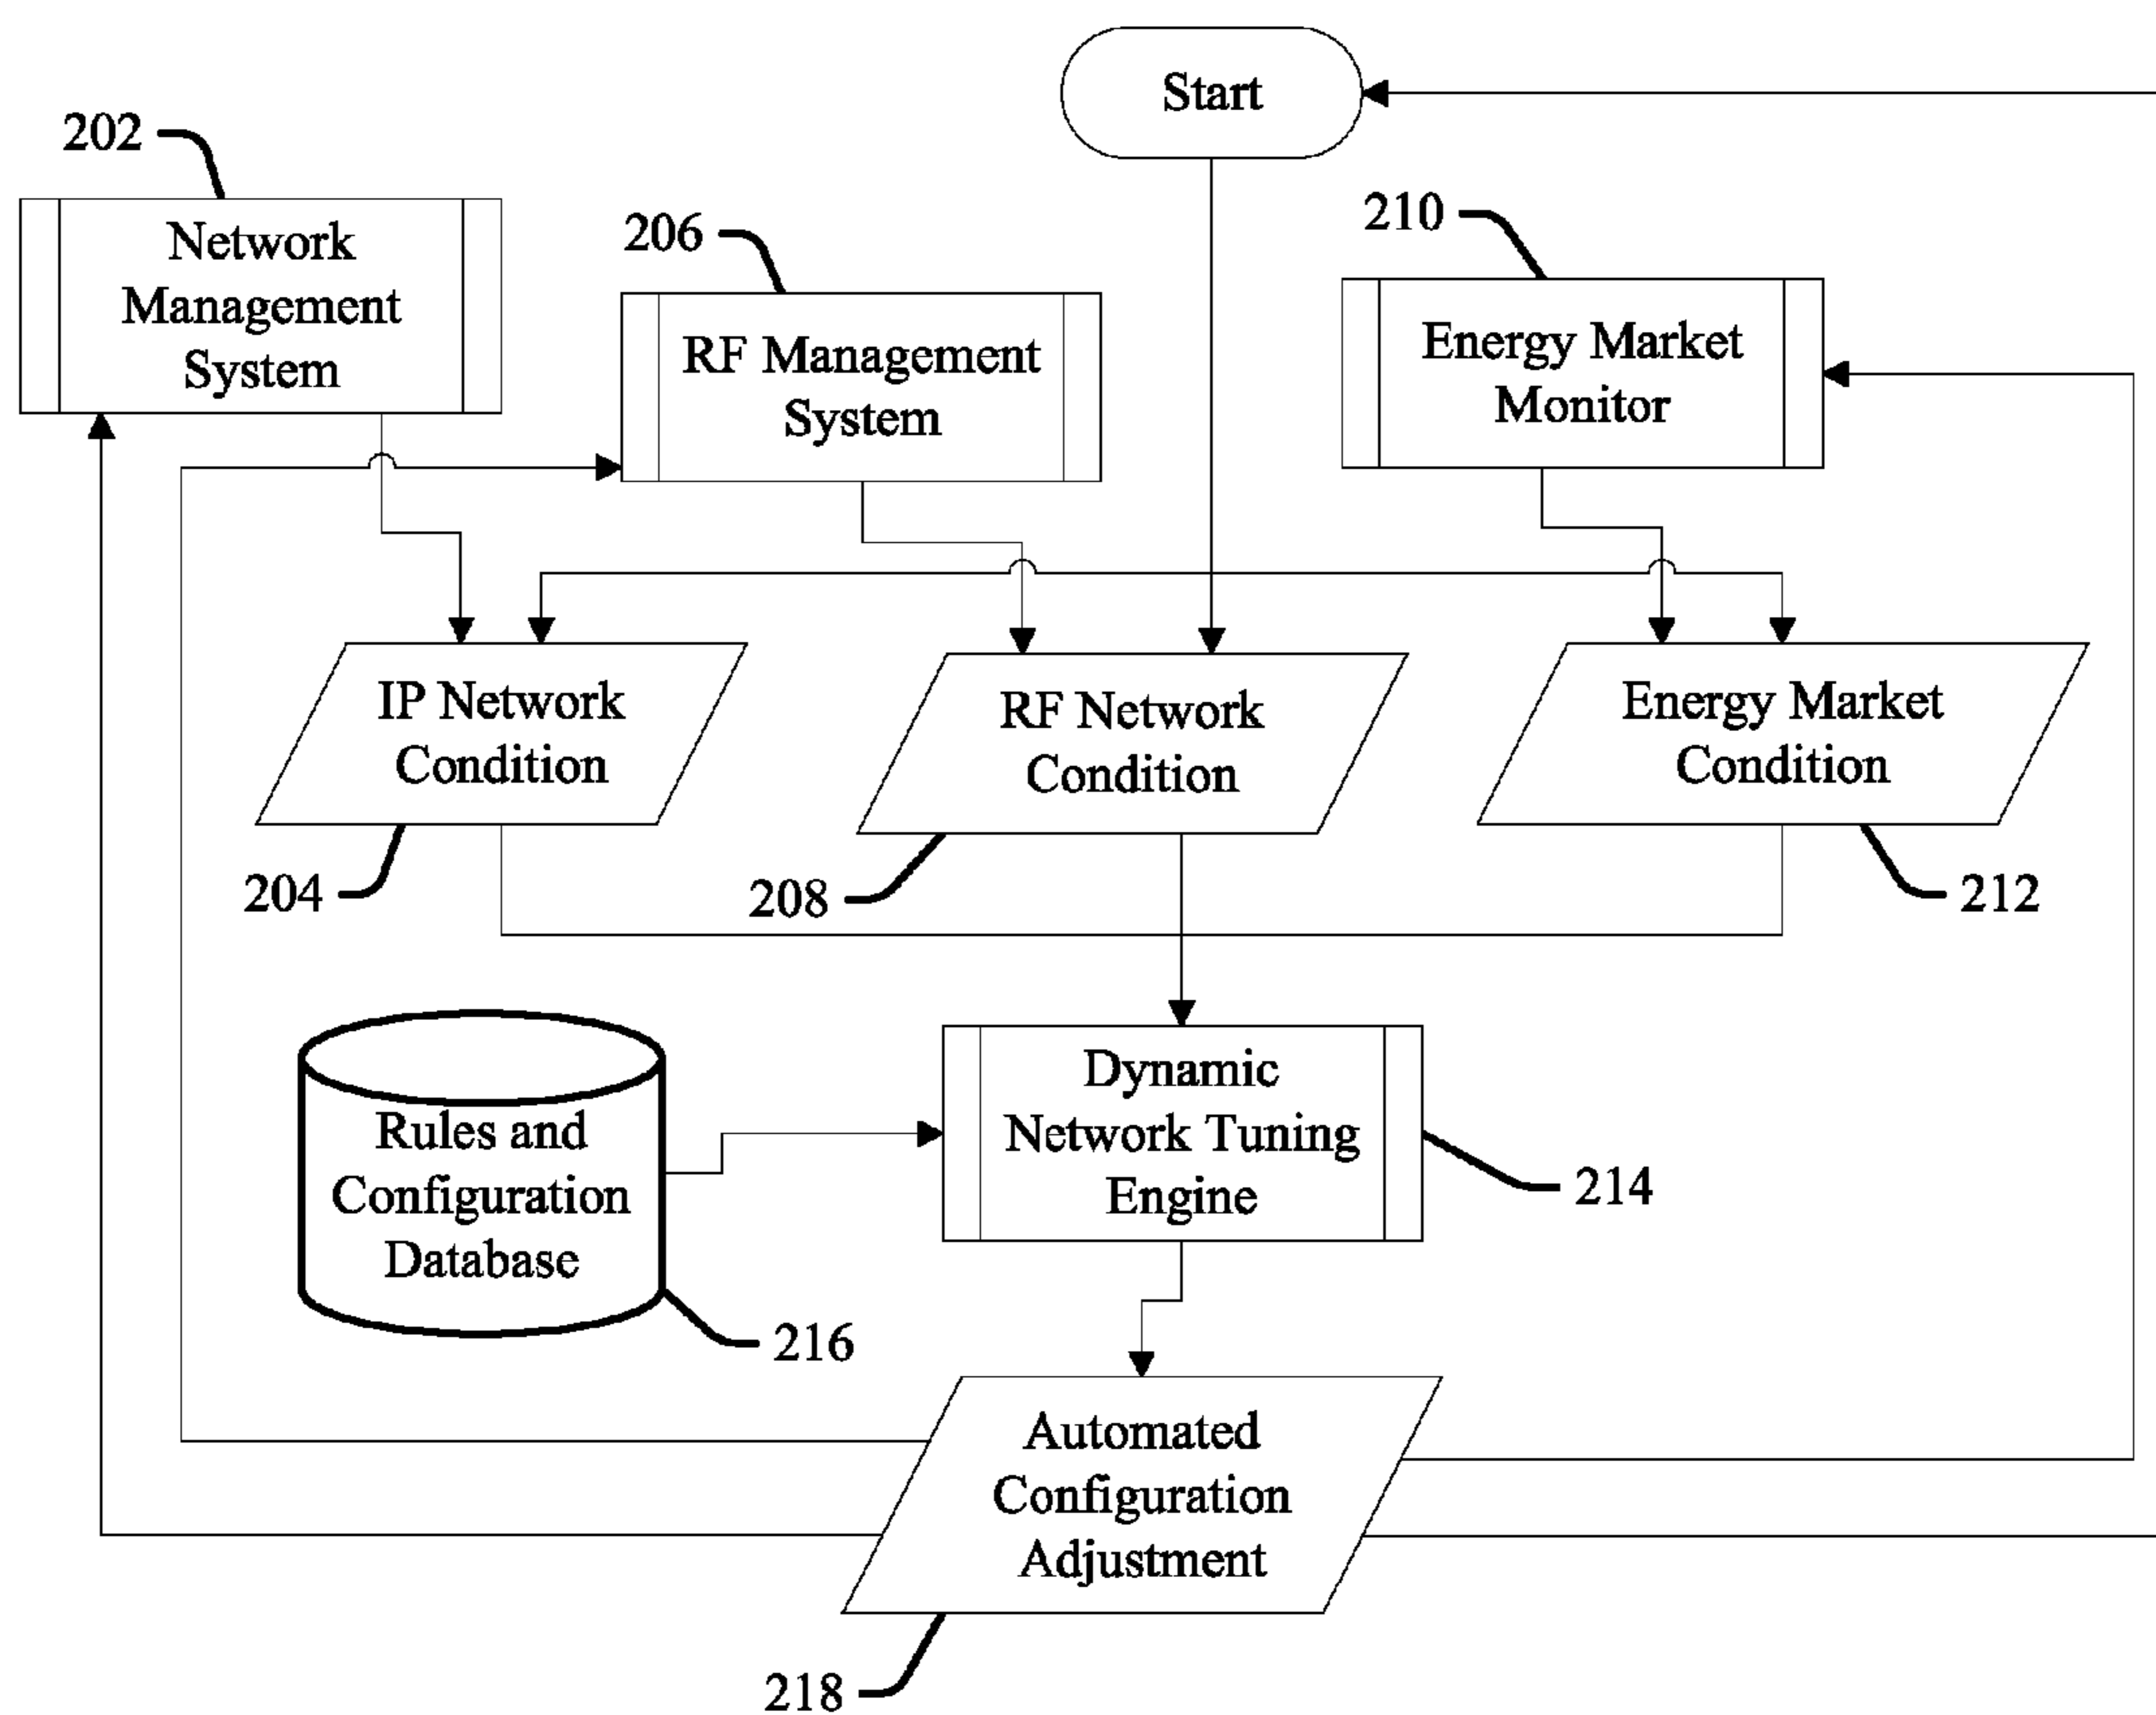 Start
202
Network
Management
System
206
RF Management
System
210
Energy Market
Monitor
IP Network
Condition
204
RF Network
Condition
208
Energy Market
Condition
212
Rules and
Configuration
Database
216
Dynamic
Network Tuning
Engine
214
Automated
Configuration
Adjustment
218